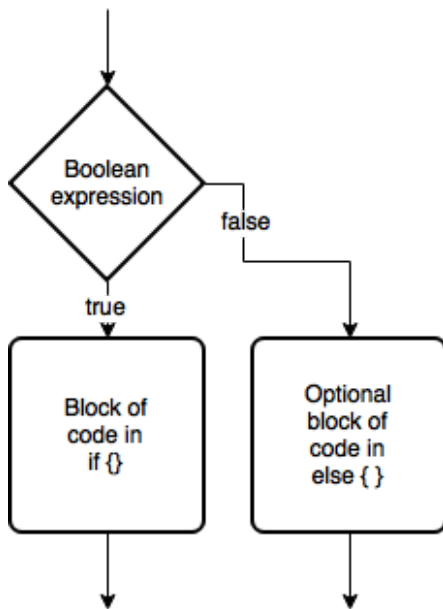 Boolean
expression
false
true
Block of
code in
if {}
Optional
block of
code in
else { }